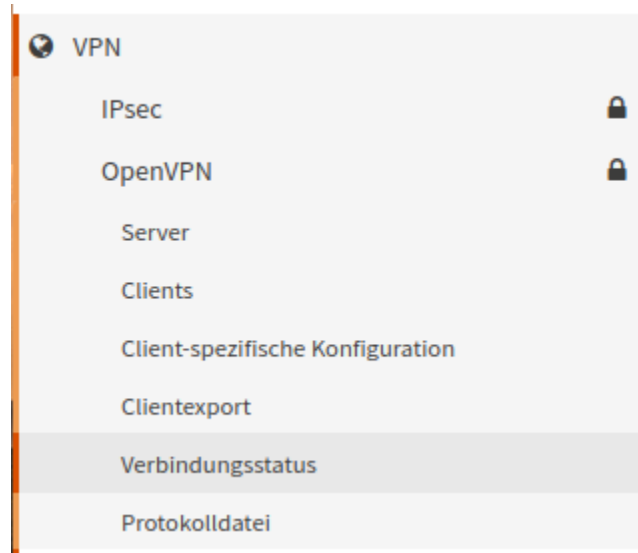 VPN
IPsec
OpenVPN
Server
Clients
Client-spezifische Konfiguration
Clientexport
Verbindungsstatus
Protokolldatei